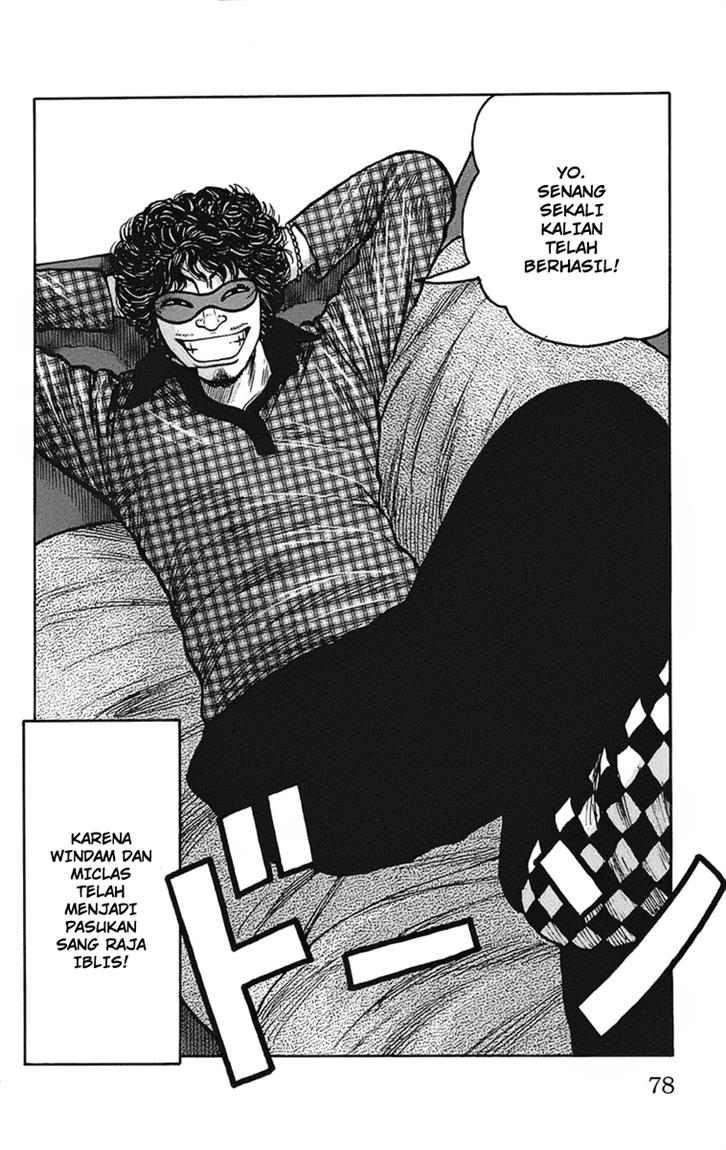 YO.
SENANG
SEKALI
KALIAN
TELAH
BERHASIL!
KARENA
WINDAM DAN
MICLAS
TELAH
MENJADI
PASUKAN
SANG RAJA
IBLIS!
ドーン
78